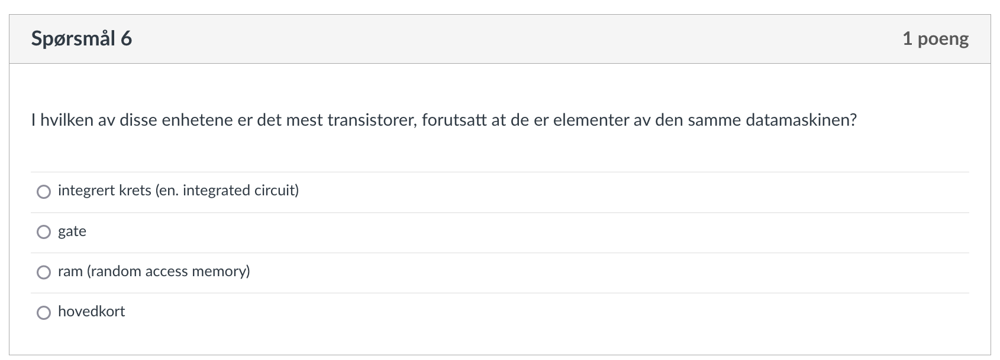 Spørsmål 6
1 poeng
I hvilken av disse enhetene er det mest transistorer, forutsatt at de er elementer av den samme datamaskinen?
integrert krets (en. integrated circuit)
gate
ram (random access memory)
hovedkort